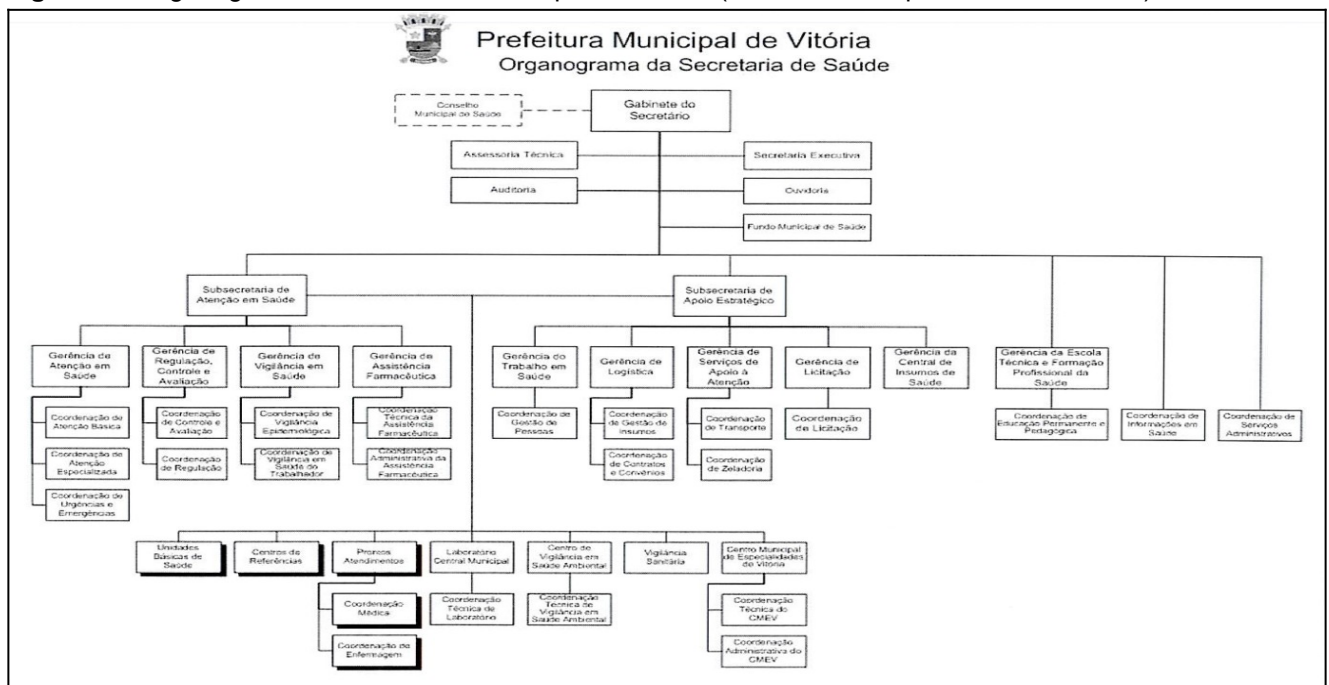 Prefeitura Municipal de Vitória
Organograma da Secretaria de Saúde
Conselho
Municipal de Saúde
Gabinete do
Secretário
Assessoria Técnica
Secretaria Executiva
Auditoria
Ouvidoria
Fundo Municipal de Saúde
Subsecretaria de
Atenção em Saúde
Subsecretaria de
Apoio Estratégico
Gerência de
Atenção em
Saúde
Gerência de
Regulação,
Controle e
Avaliação
Gerência de
Vigilância em
Saúde
Gerência de
Assistência
Farmacêutica
Gerência do
Trabalho em
Saúde
Gerência de
Logística
Gerência de
Serviços de
Apoio à
Atenção
Gerência de
Licitação
Gerência da
Central de
Insumos de
Saúde
Gerência da Escola
Técnica e Formação
Profissional da
Saúde
Coordenação de
Atenção Básica
Coordenação
de Controle e
Avaliação
Coordenação de
Vigilância
Epidemiológica
Coordenação
Técnica da
Assistência
Farmacêutica
Coordenação de
Gestão de
Pessoas
Coordenação
de Gestão de
Insumos
Coordenação
de Transporte
Coordenação
de Licitação
Coordenação de
Educação Permanente e
Pedagógica
Coordenação de
Informações em
Saúde
Coordenação de
Serviços
Administrativos
Coordenação de
Atenção
Especializada
Coordenação
de Regulação
Coordenação de
Vigilância em
Saúde do
Trabalhador
Coordenação
Administrativa da
Assistência
Farmacêutica
Coordenação
de Contratos
e Convênios
Coordenação
de Zeladoria
Coordenação de
Urgências e
Emergências
Unidades
Básicas de
Saúde
Centros de
Referências
Prontos
Atendimentos
Laboratório
Central Municipal
Centro de
Vigilância em
Saúde Ambiental
Vigilância
Sanitária
Centro Municipal
de Especialidades
de Vitória
Coordenação
Médica
Coordenação
Técnica de
Laboratório
Coordenação
Técnica de
Vigilância em
Saúde Ambiental
Coordenação
Técnica do
CMEV
Coordenação de
Enfermagem
Coordenação
Administrativa do
CMEV